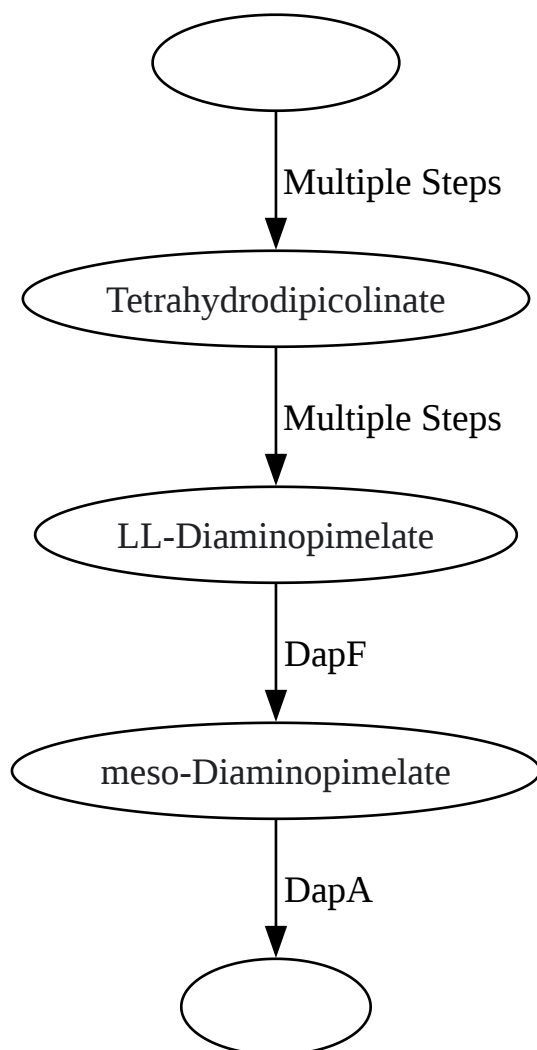 Multiple Steps
Tetrahydrodipicolinate
Multiple Steps
LL-Diaminopimelate
DapF
meso-Diaminopimelate
DapA